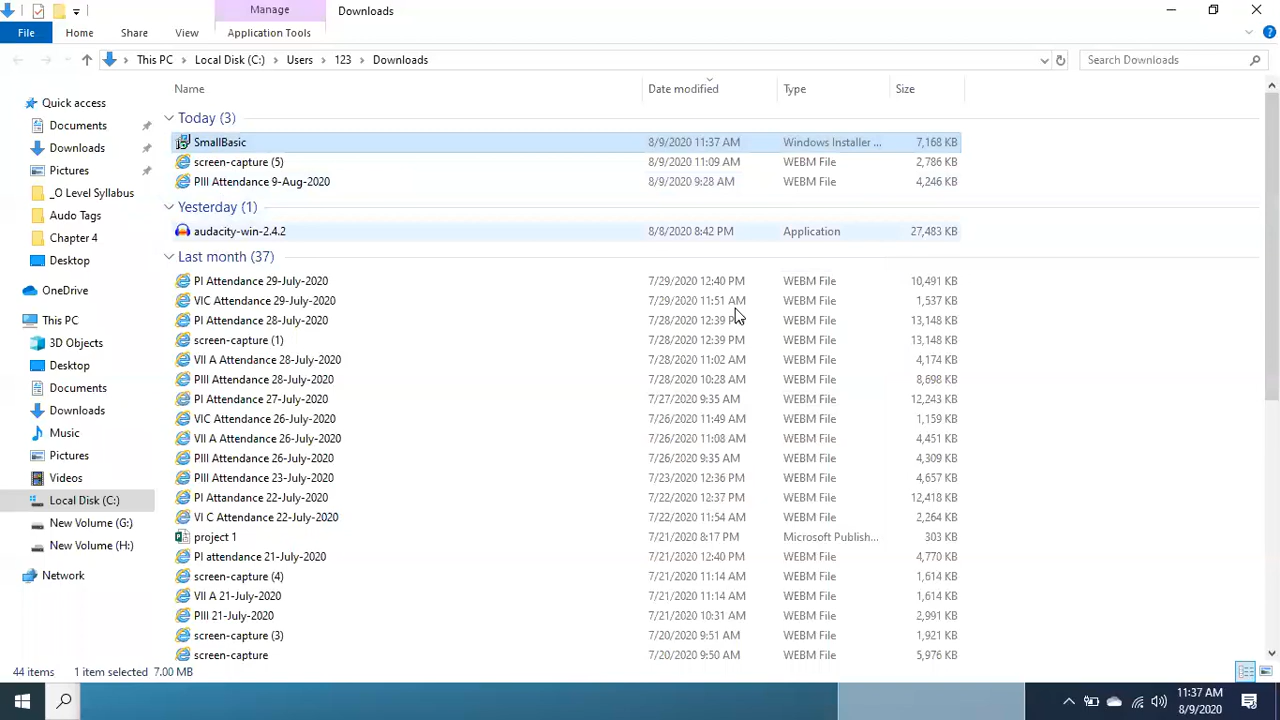 Manage
Downloads
File
Home
Share
View
Application Tools
This PC
Local Disk (C:)
Users
123
Downloads
Search Downloads
Name
Date modified
Type
Size
Quick access
Documents
Downloads
Pictures
_O Level Syllabus
Audo Tags
Chapter 4
Desktop
OneDrive
This PC
3D Objects
Desktop
Documents
Downloads
Music
Pictures
Videos
Local Disk (C:)
New Volume (G:)
New Volume (H:)
Network
Today (3)
SmallBasic 8/9/2020 11:37 AM Windows Installer ... 7,168 KB
screen-capture (5) 8/9/2020 11:09 AM WEBM File 2,786 KB
PIII Attendance 9-Aug-2020 8/9/2020 9:28 AM WEBM File 4,246 KB
Yesterday (1)
audacity-win-2.4.2 8/8/2020 8:42 PM Application 27,483 KB
Last month (37)
PI Attendance 29-July-2020 7/29/2020 12:40 PM WEBM File 10,491 KB
VIC Attendance 29-July-2020 7/29/2020 11:51 AM WEBM File 1,537 KB
PI Attendance 28-July-2020 7/28/2020 12:39 PM WEBM File 13,148 KB
screen-capture (1) 7/28/2020 12:39 PM WEBM File 13,148 KB
VII A Attendance 28-July-2020 7/28/2020 11:02 AM WEBM File 4,174 KB
PIII Attendance 28-July-2020 7/28/2020 10:28 AM WEBM File 8,698 KB
PI Attendance 27-July-2020 7/27/2020 9:35 AM WEBM File 12,243 KB
VIC Attendance 26-July-2020 7/26/2020 11:49 AM WEBM File 1,159 KB
VII A Attendance 26-July-2020 7/26/2020 11:08 AM WEBM File 4,451 KB
PIII Attendance 26-July-2020 7/26/2020 9:35 AM WEBM File 4,309 KB
PIII Attendance 23-July-2020 7/23/2020 12:36 PM WEBM File 4,657 KB
PI Attandance 22-July-2020 7/22/2020 12:37 PM WEBM File 12,418 KB
VI C Attendance 22-July-2020 7/22/2020 11:54 AM WEBM File 2,264 KB
project 1 7/21/2020 8:17 PM Microsoft Publish... 303 KB
PI attendance 21-July-2020 7/21/2020 12:40 PM WEBM File 4,770 KB
screen-capture (4) 7/21/2020 11:14 AM WEBM File 1,614 KB
VII A 21-July-2020 7/21/2020 11:14 AM WEBM File 1,614 KB
PIII 21-July-2020 7/21/2020 10:31 AM WEBM File 2,991 KB
screen-capture (3) 7/20/2020 9:51 AM WEBM File 1,921 KB
screen-capture 7/20/2020 9:50 AM WEBM File 5,976 KB
44 items
1 item selected 7.00 MB
11:37 AM
8/9/2020